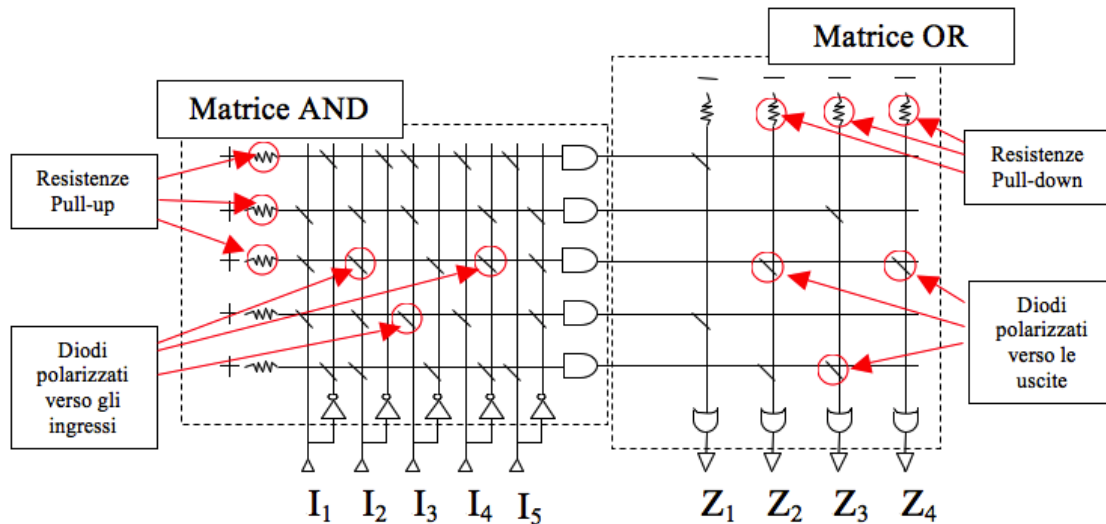 Matrice OR
Matrice AND
Resistenze
Pull-up
Resistenze
Pull-down
Diodi
polarizzati
verso gli
ingressi
Diodi
polarizzati
verso le
uscite
I1 I2 I3 I4 I5 Z1 Z2 Z3 Z4